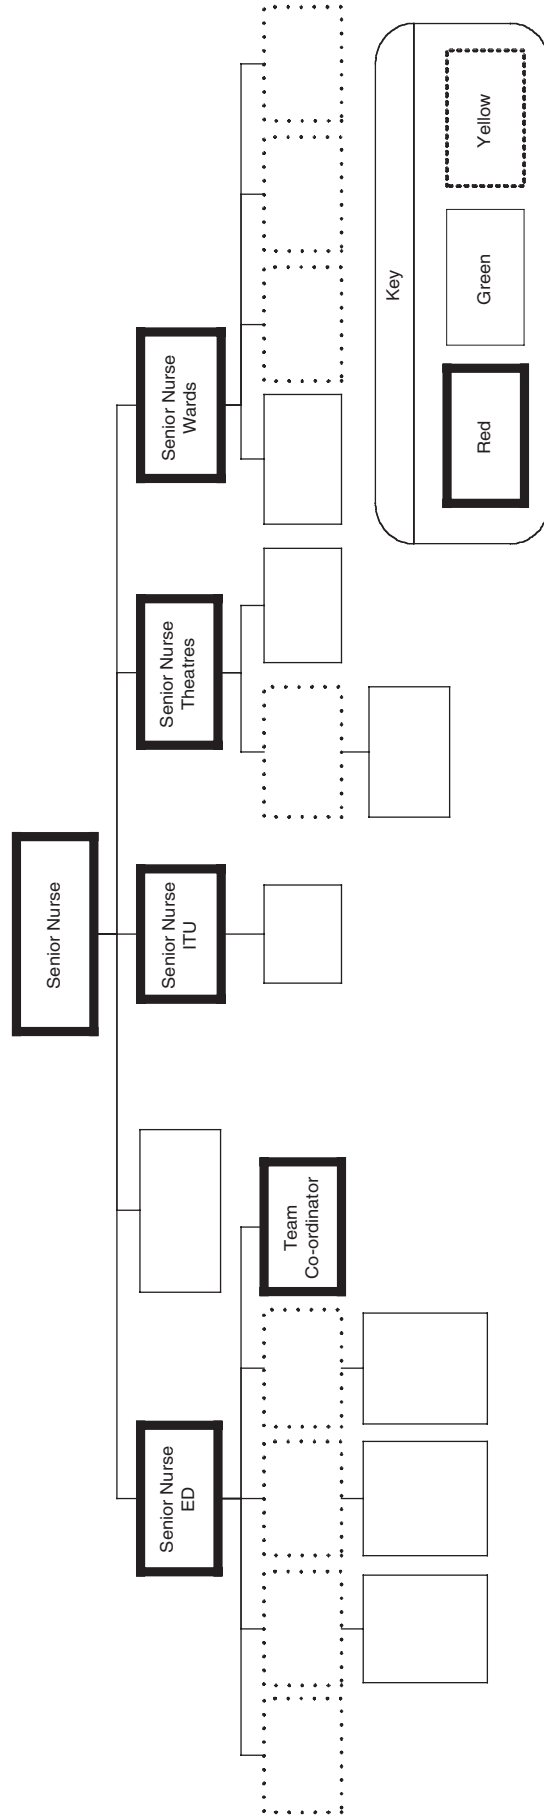 Senior Nurse
Senior Nurse
ED
Senior Nurse
ITU
Senior Nurse
Theatres
Senior Nurse
Wards
Team
Co-ordinator
Key
Red
Green
Yellow